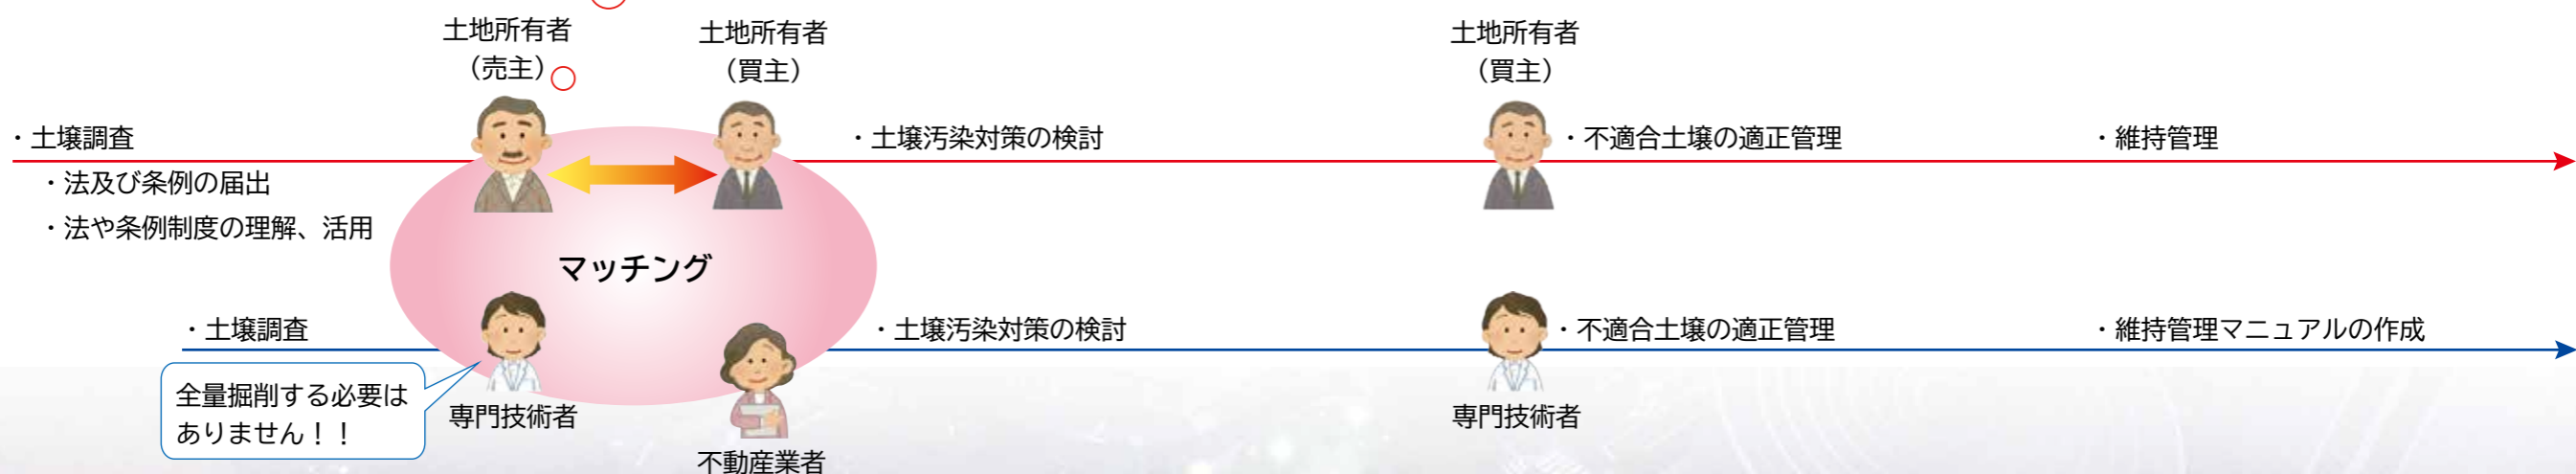 土地所有者
（売主）
土地所有者
（買主）
土地所有者
（買主）
・土壌調査
・法及び条例の届出
・法や条例制度の理解、活用
・土壌汚染対策の検討
・不適合土壌の適正管理
・維持管理
マッチング
・土壌調査
・土壌汚染対策の検討
・不適合土壌の適正管理
・維持管理マニュアルの作成
全量掘削する必要は
ありません！！
専門技術者
不動産業者
専門技術者